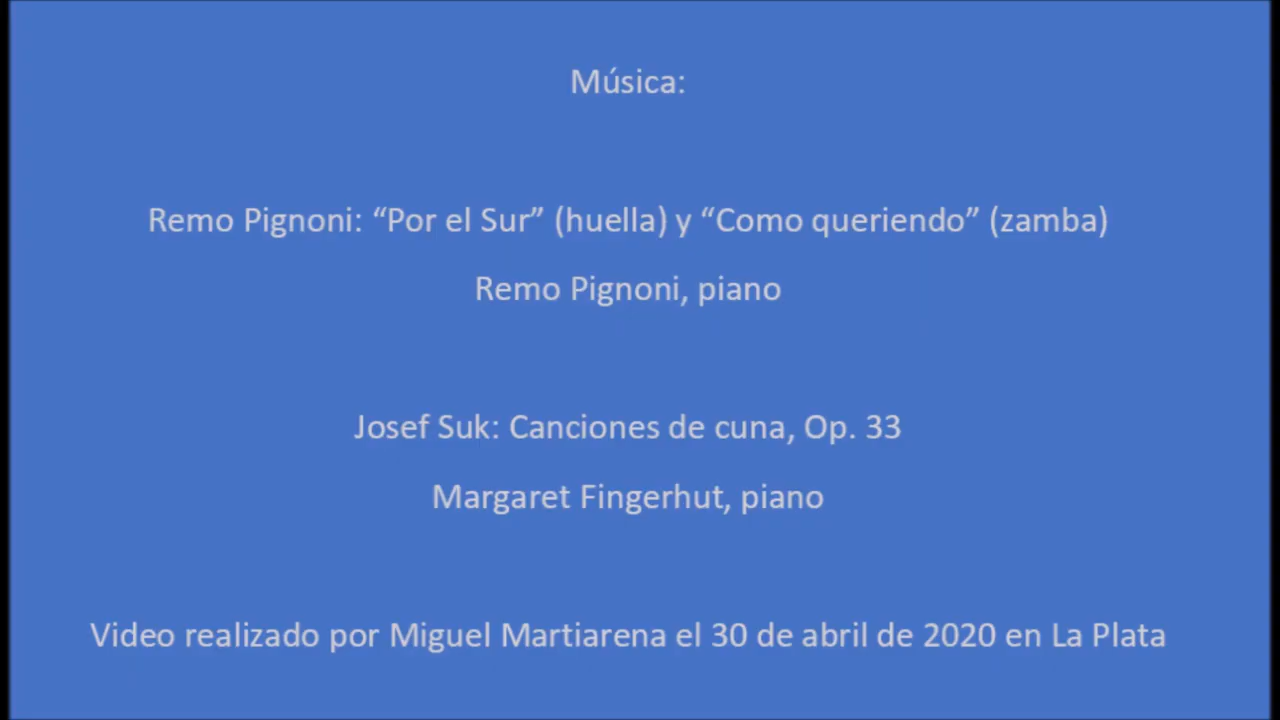 Música:
Remo Pignoni: “Por el Sur” (huella) y “Como queriendo” (zamba)
Remo Pignoni, piano
Josef Suk: Canciones de cuna, Op. 33
Margaret Fingerhut, piano
Video realizado por Miguel Martiarena el 30 de abril de 2020 en La Plata